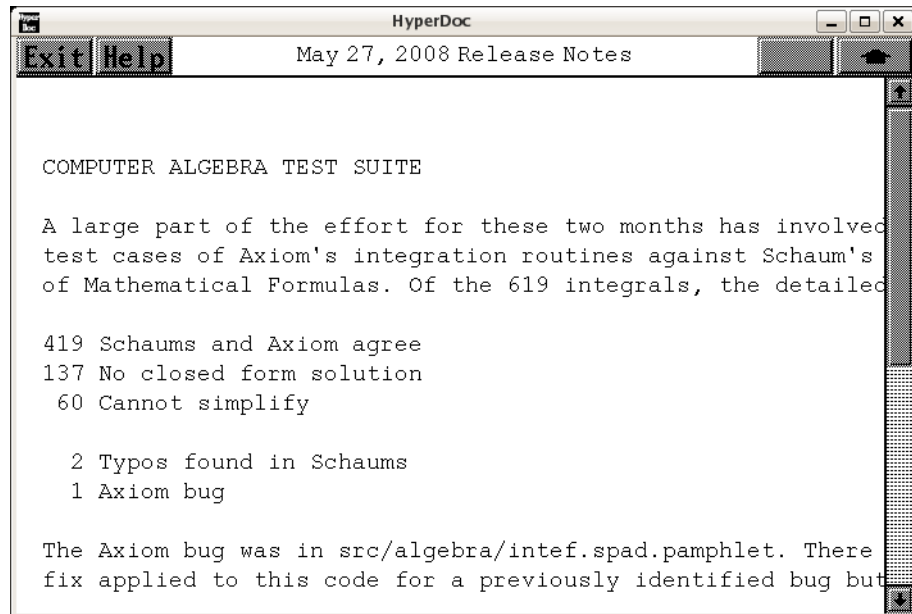 Hyper Doc
HyperDoc
Exit Help May 27, 2008 Release Notes
COMPUTER ALGEBRA TEST SUITE
A large part of the effort for these two months has involved
test cases of Axiom's integration routines against Schaum's
of Mathematical Formulas. Of the 619 integrals, the detailed
419 Schaums and Axiom agree
137 No closed form solution
60 Cannot simplify
2 Typos found in Schaums
1 Axiom bug
The Axiom bug was in src/algebra/intef.spad.pamphlet. There
fix applied to this code for a previously identified bug but